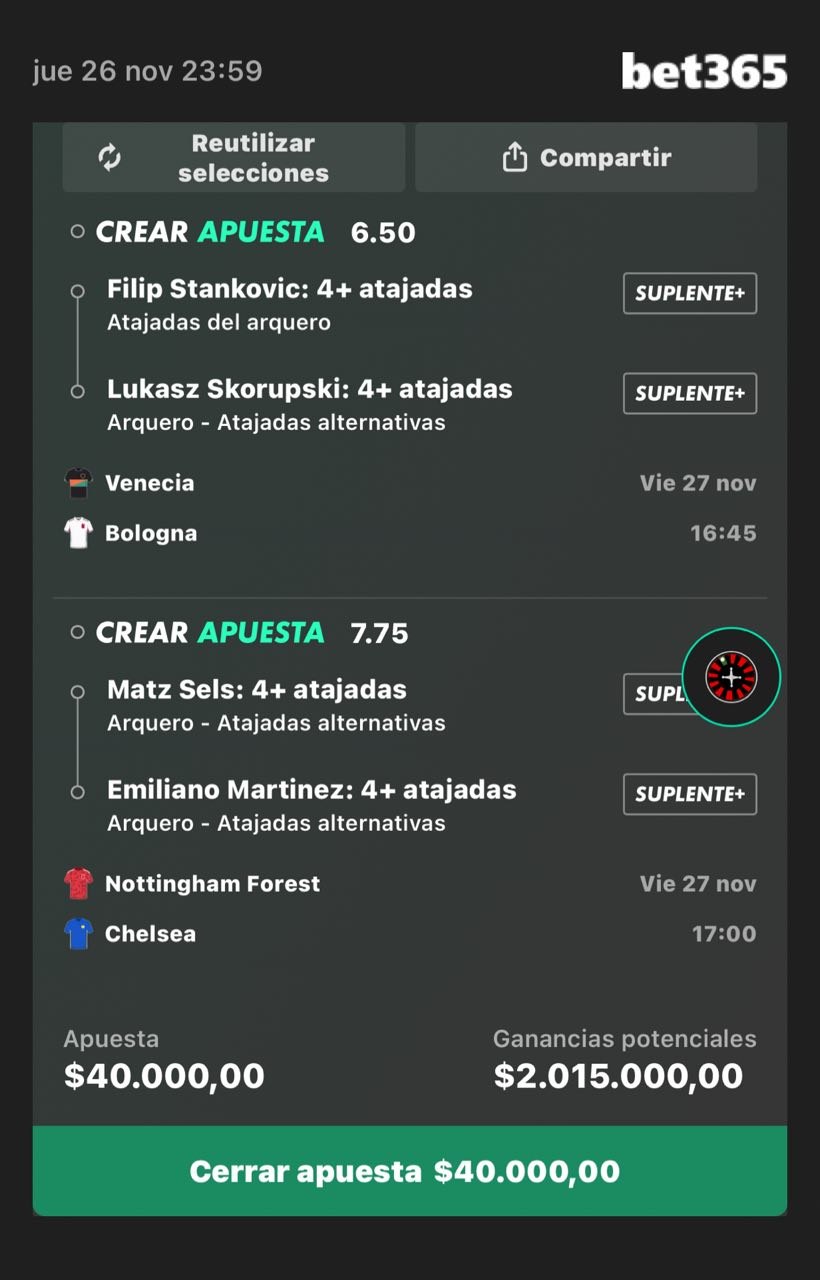 jue 26 nov 23:59
bet365
Reutilizar
selecciones
Compartir
CREAR APUESTA 6.50
Filip Stankovic: 4+ atajadas
SUPLENTE+
Atajadas del arquero
Lukasz Skorupski: 4+ atajadas
SUPLENTE+
Arquero - Atajadas alternativas
Venecia
Vie 27 nov
Bologna
16:45
CREAR APUESTA 7.75
Matz Sels: 4+ atajadas
SUPL
Arquero - Atajadas alternativas
Emiliano Martinez: 4+ atajadas
SUPLENTE+
Arquero - Atajadas alternativas
Nottingham Forest
Vie 27 nov
Chelsea
17:00
Apuesta
Ganancias potenciales
$40.000,00
$2.015.000,00
Cerrar apuesta $40.000,00